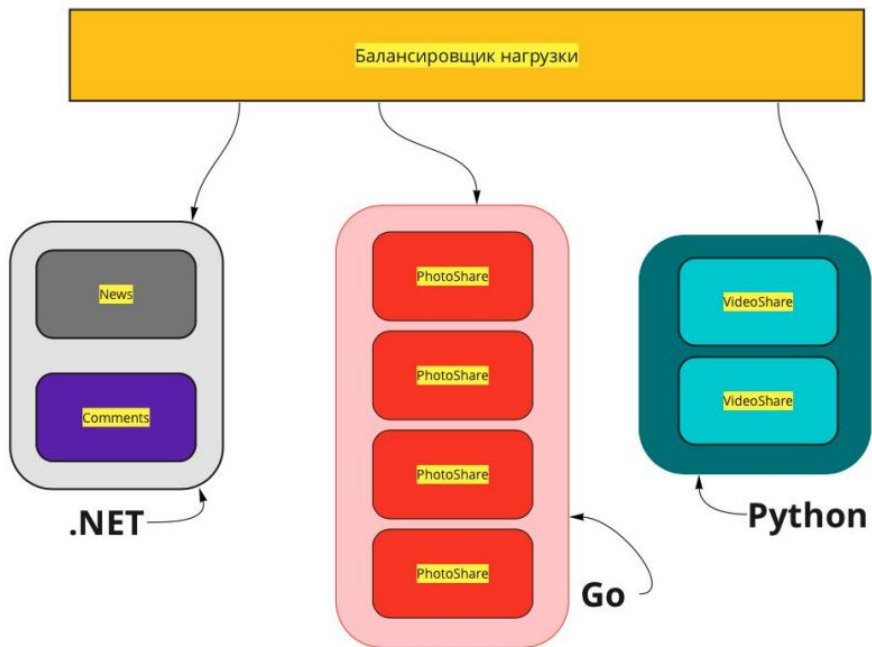 Балансировщик нагрузки
News
Comments
.NET
PhotoShare
PhotoShare
PhotoShare
PhotoShare
Go
VideoShare
VideoShare
Python